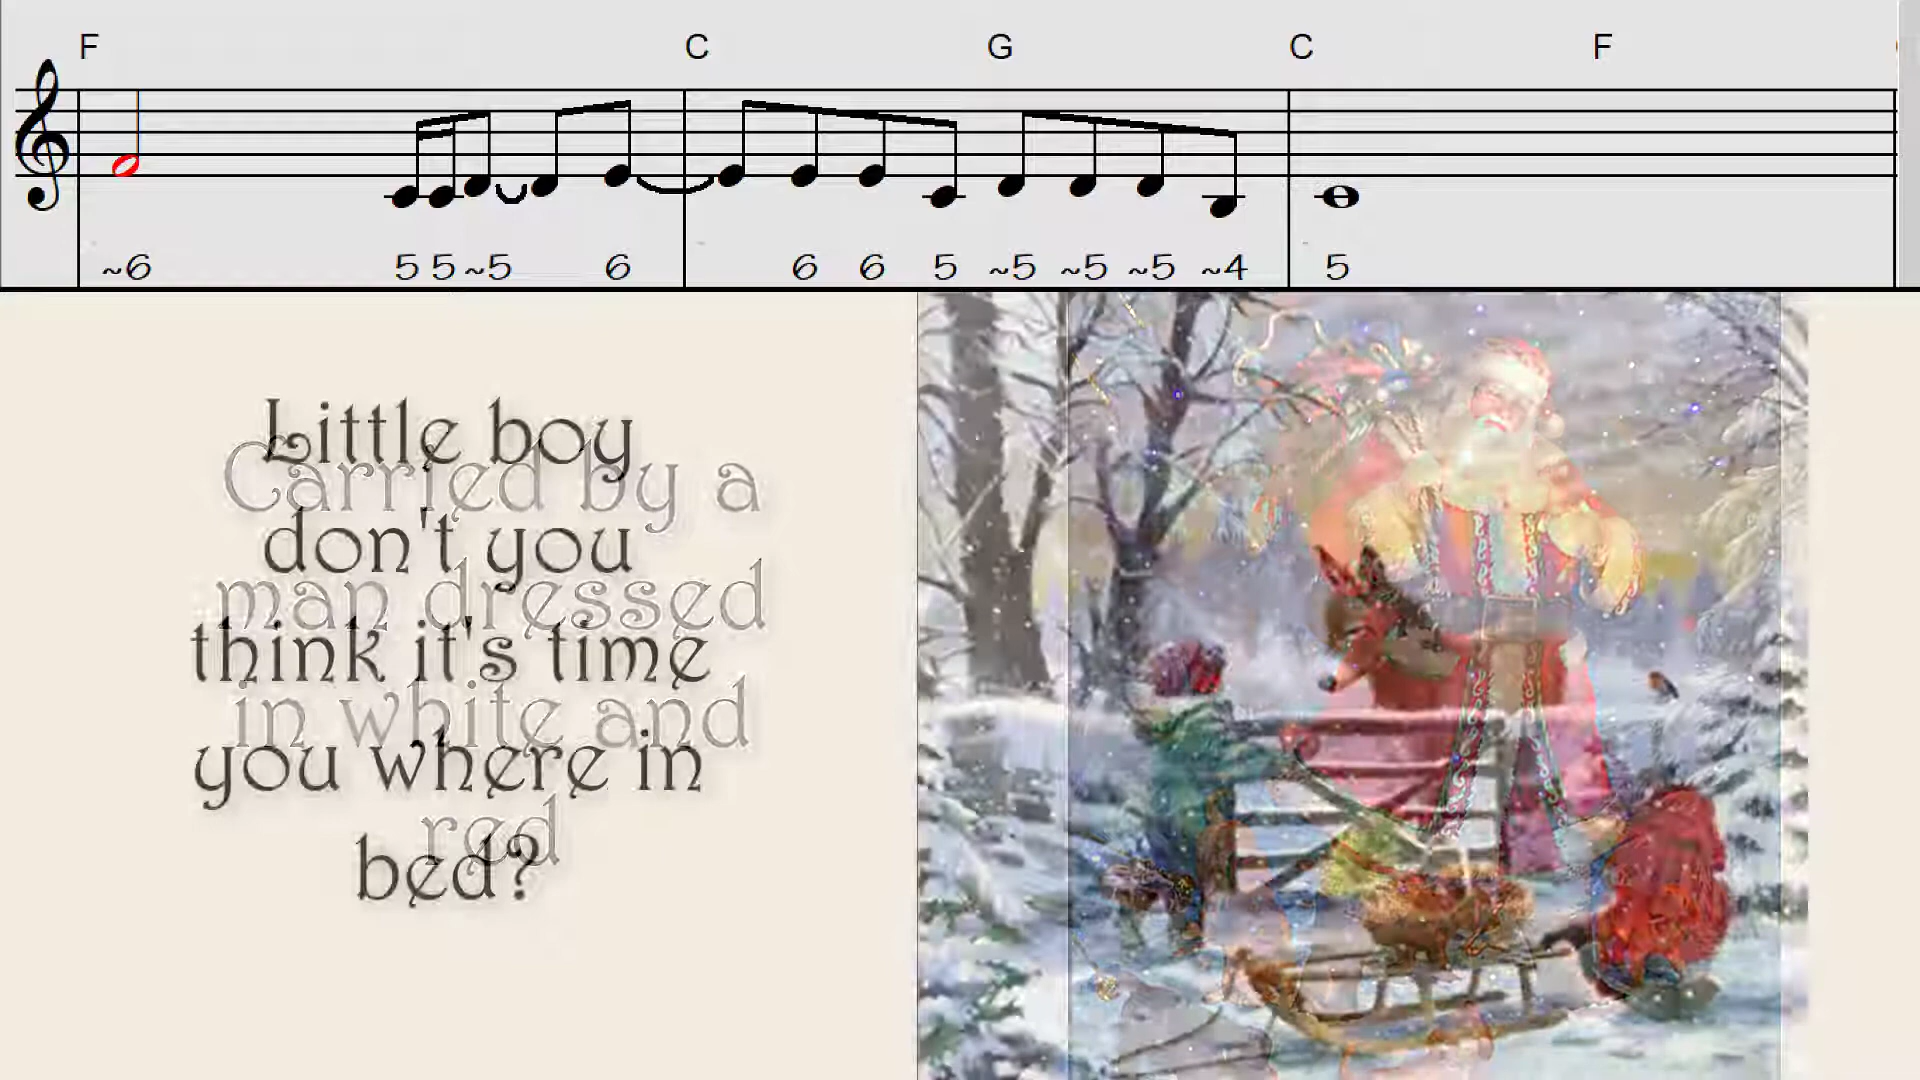 F C G C F
~6 5 5 ~5 6 6 6 5 ~5 ~5 ~5 ~4 5
Little boy
don't you
think it's time
you where in
bed?
Carried by a
man dressed
in white and
red